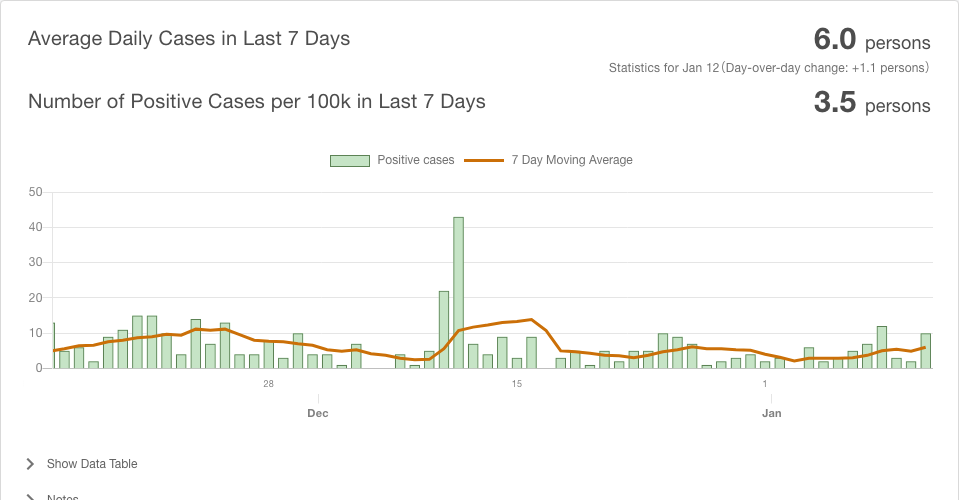 Average Daily Cases in Last 7 Days
6.0 persons
Statistics for Jan 12 (Day-over-day change: +1.1 persons)
Number of Positive Cases per 100k in Last 7 Days
3.5 persons
Positive cases
7 Day Moving Average
50
40
30
20
10
0
28
15
1
Dec
Jan
Show Data Table
Notes